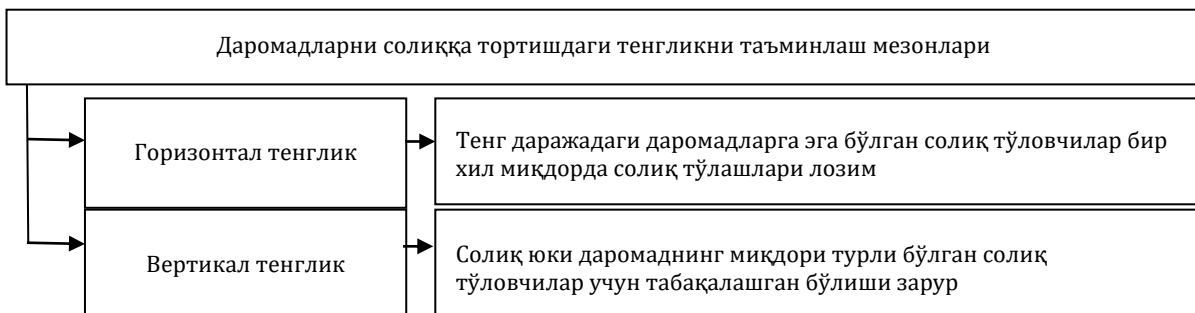 Даромадларни солиққа тортишдаги тенгликни таъминлаш мезонлари
Горизонтал тенглик
Тенг даражадаги даромадларга эга бўлган солиқ тўловчилар бир
хил миқдорда солиқ тўлашлари лозим
Вертикал тенглик
Солиқ юки даромаднинг миқдори турли бўлган солиқ
тўловчилар учун табақалашган бўлиши зарур